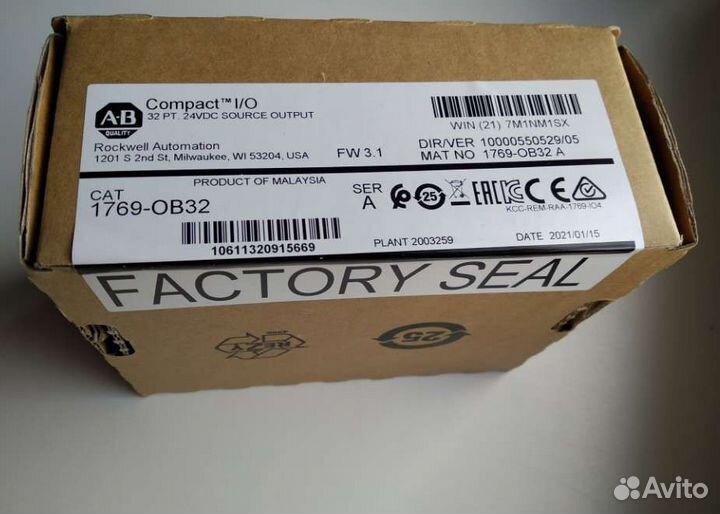 A-B
QUALITY
Compact™ I/O
32 PT. 24VDC SOURCE OUTPUT
Rockwell Automation
1201 S 2nd St, Milwaukee, WI 53204, USA
FW 3.1
WIN (21) 7M1NM1SX
DIR/VER 10000550529/05
MAT NO 1769-OB32 A
PRODUCT OF MALAYSIA
CAT
1769-OB32
10611320915669
SER
A
25
EAC
KCC-REM-RAA-1769-IO4
PLANT 2003259
DATE 2021/01/15
FACTORY SEAL
RESY
25
Avito